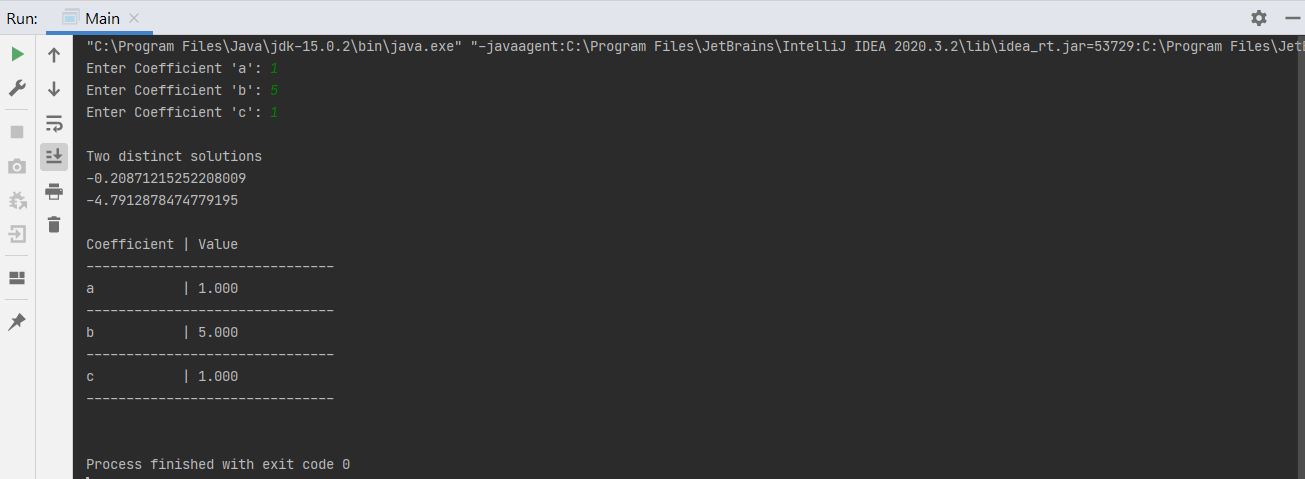 Run: Main
"C:\Program Files\Java\jdk-15.0.2\bin\java.exe" "-javaagent:C:\Program Files\JetBrains\IntelliJ IDEA 2020.3.2\lib\idea_rt.jar=53729:C:\Program Files\JetB
Enter Coefficient 'a': 1
Enter Coefficient 'b': 5
Enter Coefficient 'c': 1
Two distinct solutions
-0.20871215252208009
-4.7912878474779195
Coefficient | Value
-------------------------------
a           | 1.000
-------------------------------
b           | 5.000
-------------------------------
c           | 1.000
-------------------------------
Process finished with exit code 0